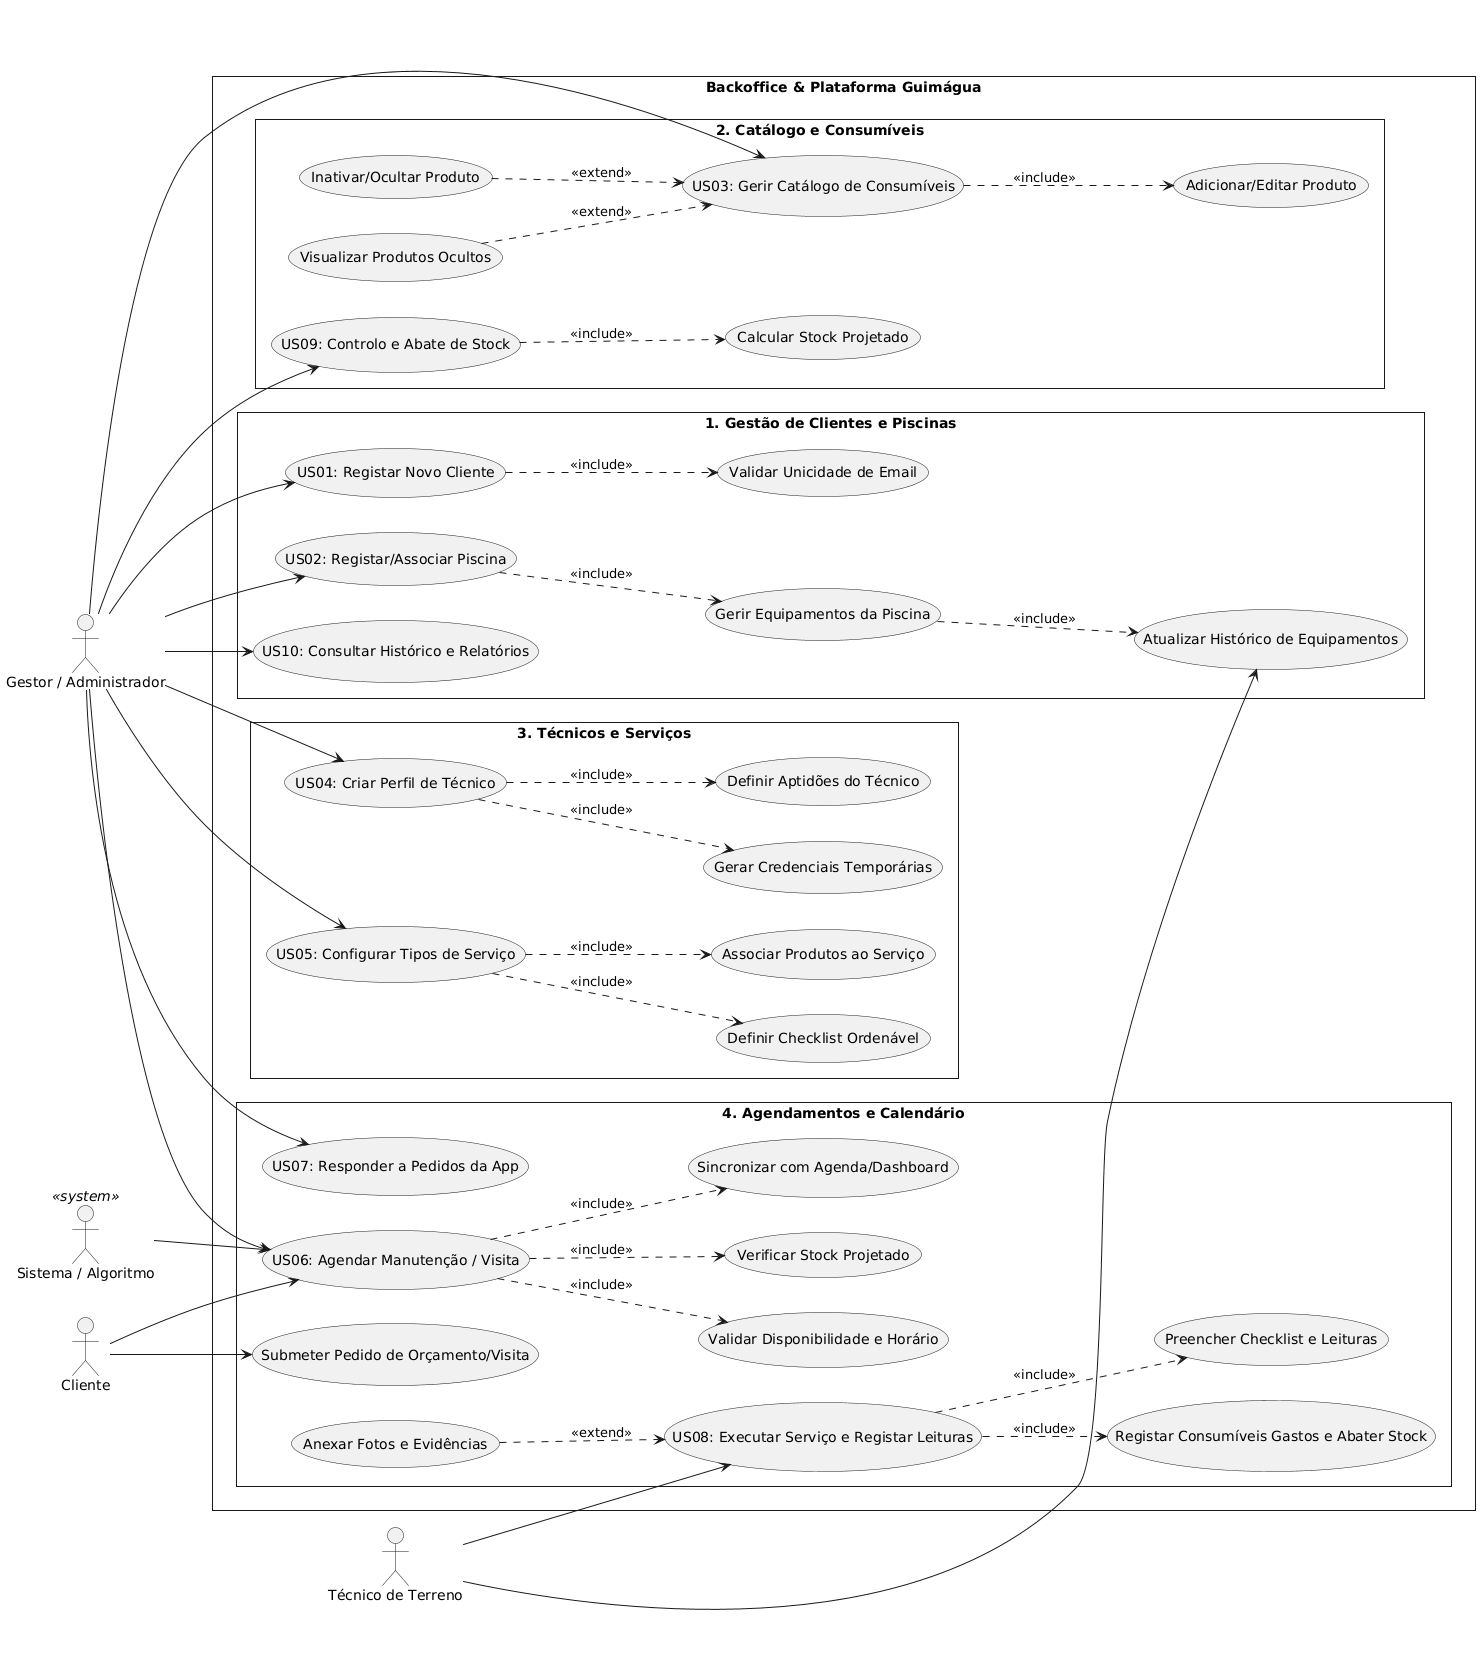 Backoffice & Plataforma Guimágua
2. Catálogo e Consumíveis
Inativar/Ocultar Produto
«extend»
US03: Gerir Catálogo de Consumíveis
«include»
Adicionar/Editar Produto
«extend»
Visualizar Produtos Ocultos
US09: Controlo e Abate de Stock
«include»
Calcular Stock Projetado
1. Gestão de Clientes e Piscinas
US01: Registar Novo Cliente
«include»
Validar Unicidade de Email
US02: Registar/Associar Piscina
«include»
Gerir Equipamentos da Piscina
«include»
Atualizar Histórico de Equipamentos
US10: Consultar Histórico e Relatórios
Gestor / Administrador
3. Técnicos e Serviços
US04: Criar Perfil de Técnico
«include»
Definir Aptidões do Técnico
«include»
Gerar Credenciais Temporárias
US05: Configurar Tipos de Serviço
«include»
Associar Produtos ao Serviço
«include»
Definir Checklist Ordenável
4. Agendamentos e Calendário
US07: Responder a Pedidos da App
Sincronizar com Agenda/Dashboard
«system»
«include»
Sistema / Algoritmo
US06: Agendar Manutenção / Visita
«include»
Verificar Stock Projetado
«include»
Validar Disponibilidade e Horário
Submeter Pedido de Orçamento/Visita
Cliente
Preencher Checklist e Leituras
«include»
Anexar Fotos e Evidências
«extend»
US08: Executar Serviço e Registar Leituras
«include»
Registar Consumíveis Gastos e Abater Stock
Técnico de Terreno